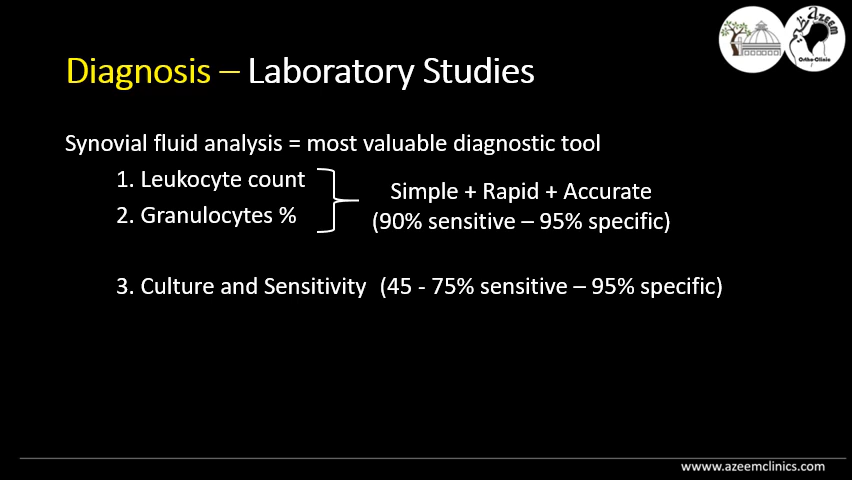 Azeem
Ortho-Clinic
Diagnosis – Laboratory Studies
Synovial fluid analysis = most valuable diagnostic tool
1. Leukocyte count
2. Granulocytes %
Simple + Rapid + Accurate
(90% sensitive – 95% specific)
3. Culture and Sensitivity (45 - 75% sensitive – 95% specific)
www.azeemclinics.com